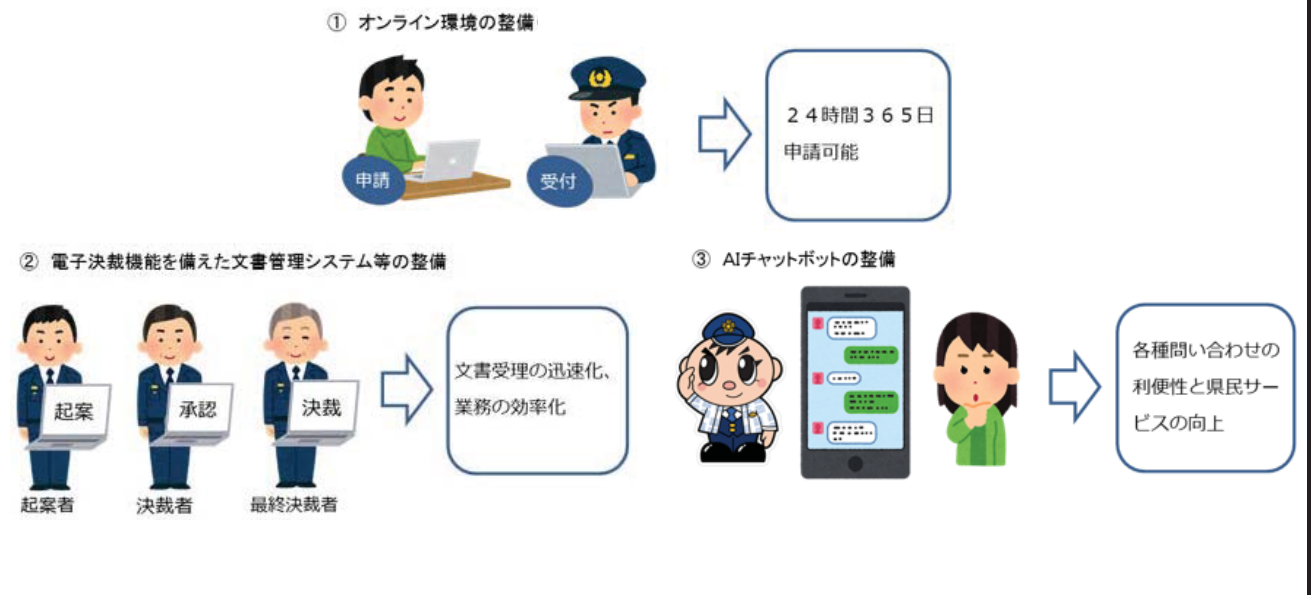 ① オンライン環境の整備
申請
受付
２４時間３６５日
申請可能
② 電子決裁機能を備えた文書管理システム等の整備
起案
承認
決裁
起案者
決裁者
最終決裁者
文書受理の迅速化、
業務の効率化
③ AIチャットボットの整備
各種問い合わせの
利便性と県民サー
ビスの向上